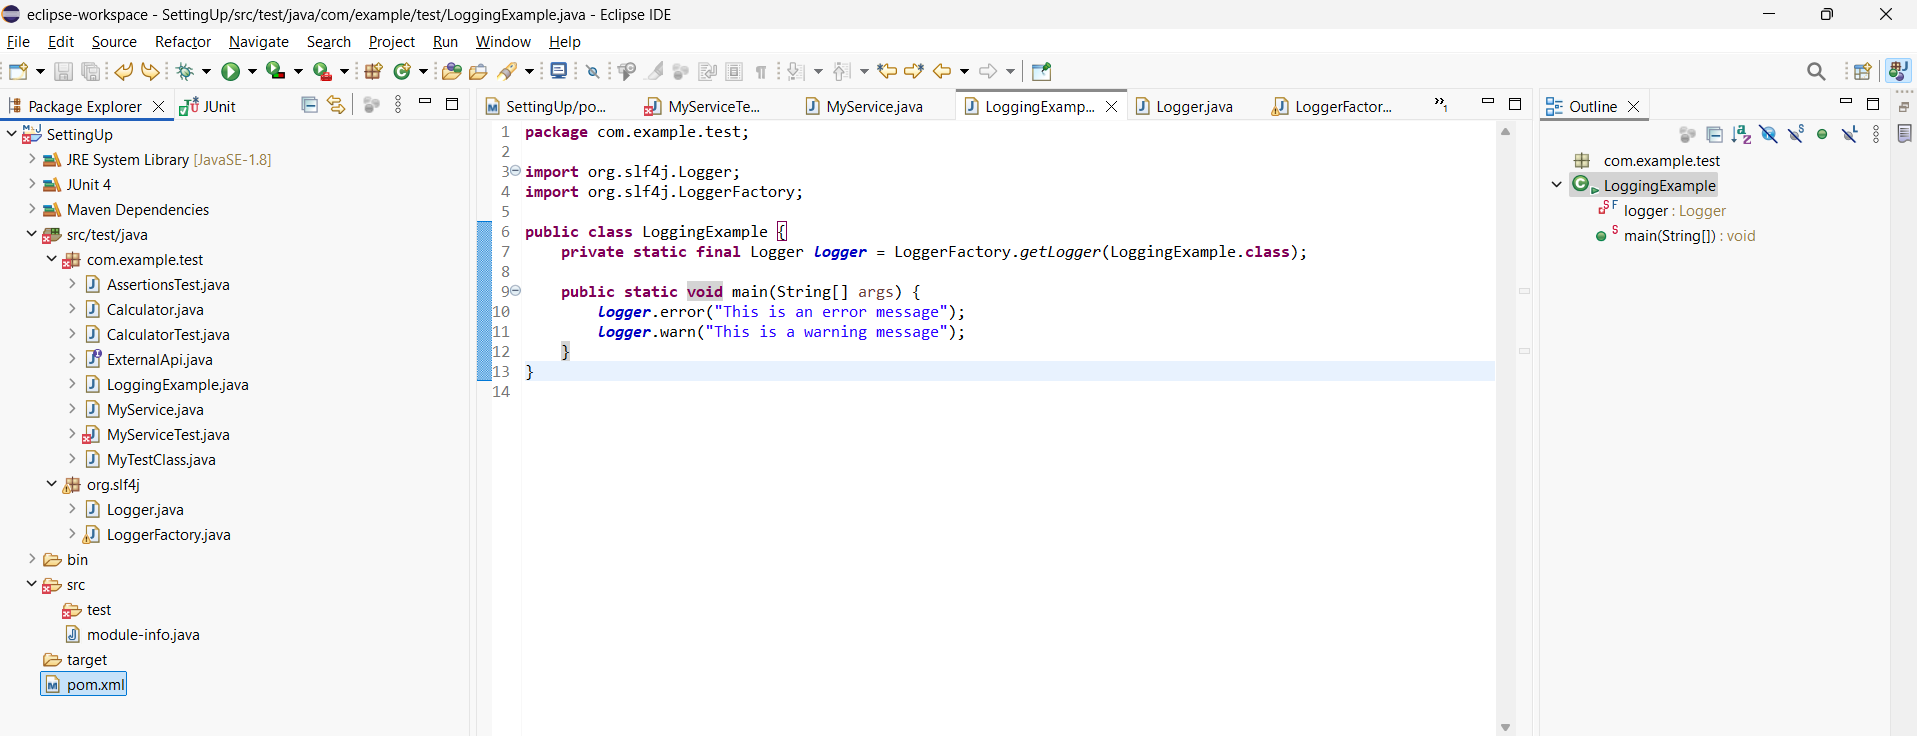 eclipse-workspace - SettingUp/src/test/java/com/example/test/LoggingExample.java - Eclipse IDE
File Edit Source Refactor Navigate Search Project Run Window Help
Package Explorer JUnit
SettingUp
JRE System Library [JavaSE-1.8]
JUnit 4
Maven Dependencies
src/test/java
com.example.test
AssertionsTest.java
Calculator.java
CalculatorTest.java
ExternalApi.java
LoggingExample.java
MyService.java
MyServiceTest.java
MyTestClass.java
org.slf4j
Logger.java
LoggerFactory.java
bin
src
test
module-info.java
target
pom.xml
SettingUp/po... MyServiceTe... MyService.java LoggingExamp... Logger.java LoggerFactor... »1
1 package com.example.test;
2
3 import org.slf4j.Logger;
4 import org.slf4j.LoggerFactory;
5
6 public class LoggingExample {
7 private static final Logger logger = LoggerFactory.getLogger(LoggingExample.class);
8
9 public static void main(String[] args) {
10 logger.error("This is an error message");
11 logger.warn("This is a warning message");
12 }
13 }
14
Outline
com.example.test
LoggingExample
logger : Logger
main(String[]) : void